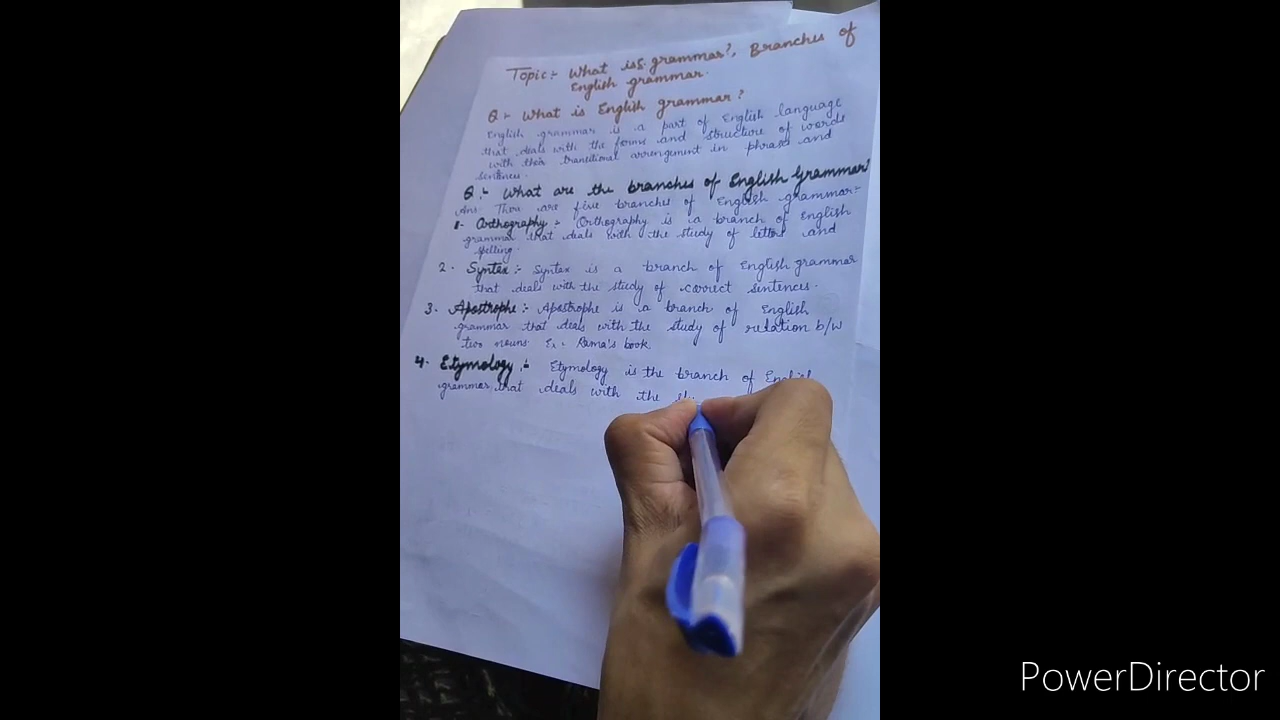 Topic:- What is grammar?, Branches of
English grammar.
Q:- What is English grammar?
English grammar is a part of English language
that deals with the forms and structure of words
with their transitional arrangement in phrases and
sentences.
Q:- What are the branches of English Grammar?
Ans: There are five branches of English grammar:-
1- Orthography:- Orthography is a branch of English
grammar that deals with the study of letters and
spelling.
2- Syntex:- Syntex is a branch of English grammar
that deals with the study of correct sentences.
3- Apostrophe:- Apostrophe is a branch of English
grammar that deals with the study of relation b/w
two nouns. Ex:- Rama's book.
4- Etymology:- Etymology is the branch of English
grammar that deals with the
PowerDirector